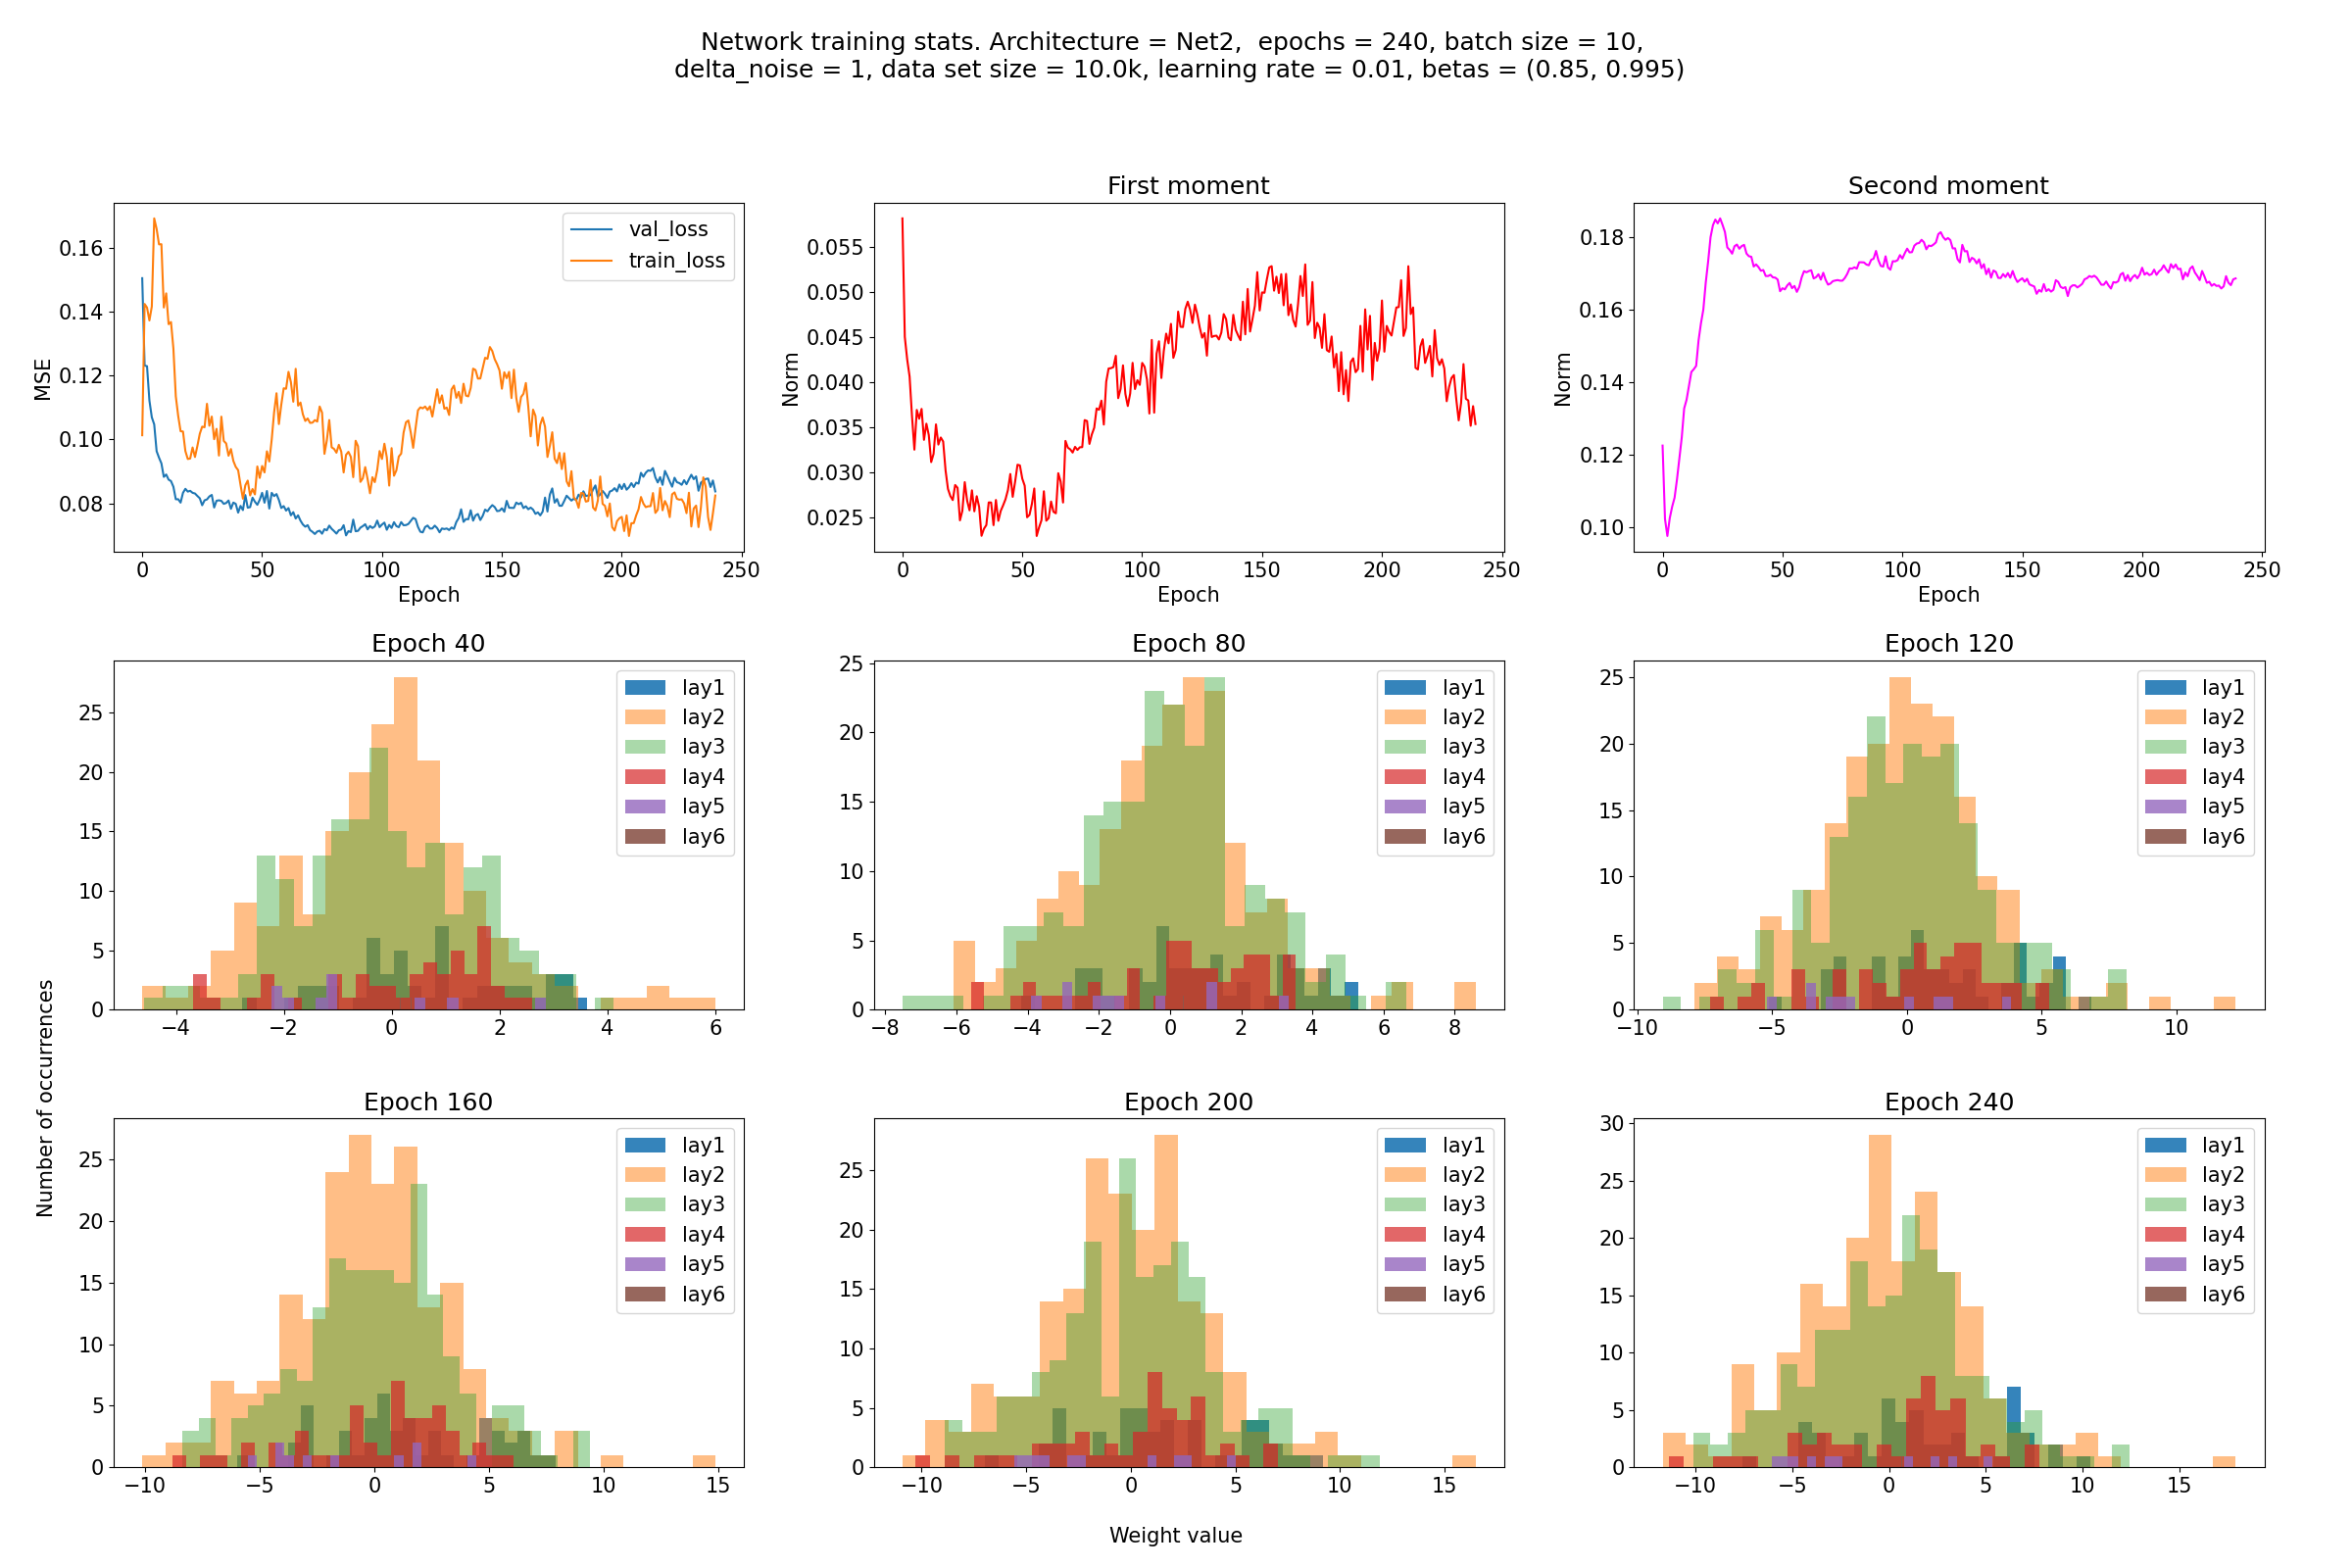 Network training stats. Architecture = Net2,  epochs = 240, batch size = 10,
delta_noise = 1, data set size = 10.0k, learning rate = 0.01, betas = (0.85, 0.995)
MSE
0.16
0.14
0.12
0.10
0.08
val_loss
train_loss
0 50 100 150 200 250
Epoch
First moment
Norm
0.055
0.050
0.045
0.040
0.035
0.030
0.025
0 50 100 150 200 250
Epoch
Second moment
Norm
0.18
0.16
0.14
0.12
0.10
0 50 100 150 200 250
Epoch
Number of occurrences
Epoch 40
25
20
15
10
5
0
lay1
lay2
lay3
lay4
lay5
lay6
−4 −2 0 2 4 6
Epoch 80
25
20
15
10
5
0
lay1
lay2
lay3
lay4
lay5
lay6
−8 −6 −4 −2 0 2 4 6 8
Epoch 120
25
20
15
10
5
0
lay1
lay2
lay3
lay4
lay5
lay6
−10 −5 0 5 10
Epoch 160
25
20
15
10
5
0
lay1
lay2
lay3
lay4
lay5
lay6
−10 −5 0 5 10 15
Epoch 200
25
20
15
10
5
0
lay1
lay2
lay3
lay4
lay5
lay6
−10 −5 0 5 10 15
Epoch 240
30
25
20
15
10
5
0
lay1
lay2
lay3
lay4
lay5
lay6
−10 −5 0 5 10 15
Weight value